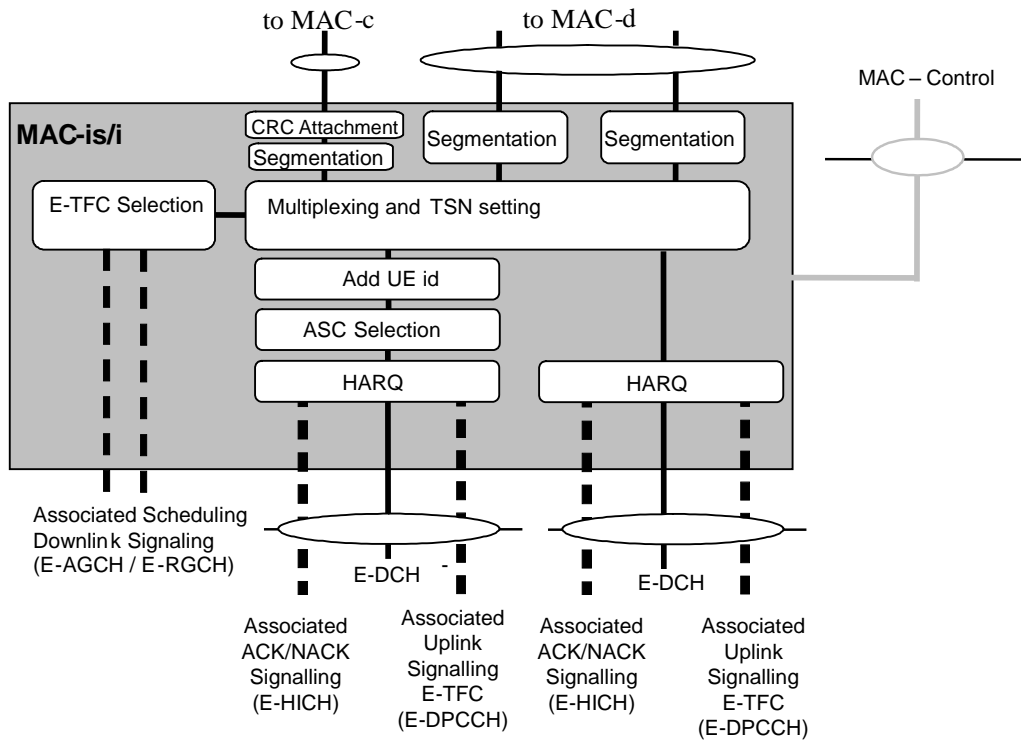 to MAC-c
to MAC-d
MAC – Control
MAC-is/i
CRC Attachment
Segmentation
Segmentation
Segmentation
E-TFC Selection
Multiplexing and TSN setting
Add UE id
ASC Selection
HARQ
HARQ
Associated Scheduling
Downlink Signaling
(E-AGCH / E-RGCH)
E-DCH
-
E-DCH
Associated
ACK/NACK
Signalling
(E-HICH)
Associated
Uplink
Signalling
E-TFC
(E-DPCCH)
Associated
ACK/NACK
Signalling
(E-HICH)
Associated
Uplink
Signalling
E-TFC
(E-DPCCH)